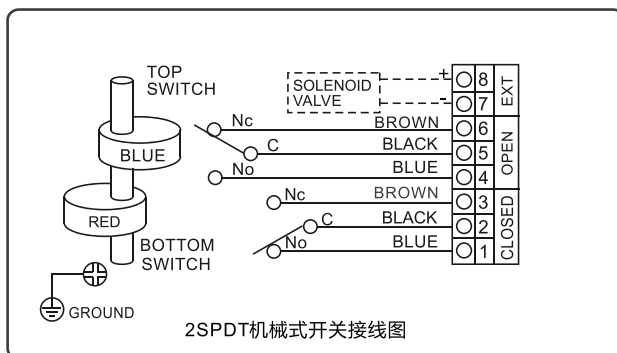 TOP
SWITCH
BLUE
RED
BOTTOM
SWITCH
GROUND
SOLENOID
VALVE
+
-
8
7
EXT
Nc
BROWN
6
C
BLACK
5
No
BLUE
4
OPEN
Nc
BROWN
3
C
BLACK
2
No
BLUE
1
CLOSED
2SPDT机械式开关接线图